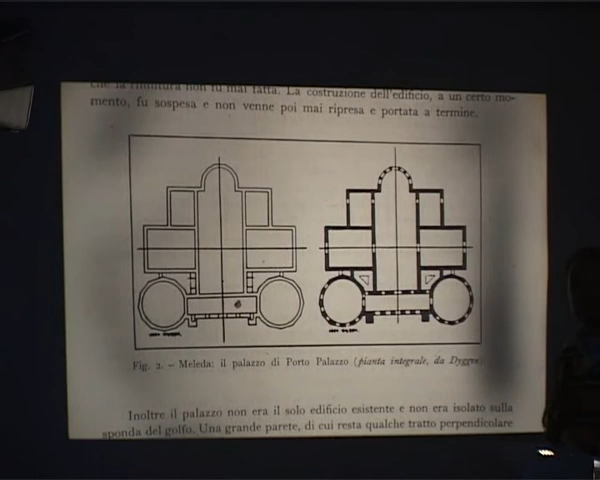 che la rifinitura non fu mai fatta. La costruzione dell'edificio, a un certo mo-
mento, fu sospesa e non venne poi mai ripresa e portata a termine.
Fig. 2. – Meleda: il palazzo di Porto Palazzo (pianta integrale, da Dyggve
Inoltre il palazzo non era il solo edificio esistente e non era isolato sulla
sponda del golfo. Una grande parete, di cui resta qualche tratto perpendicolare